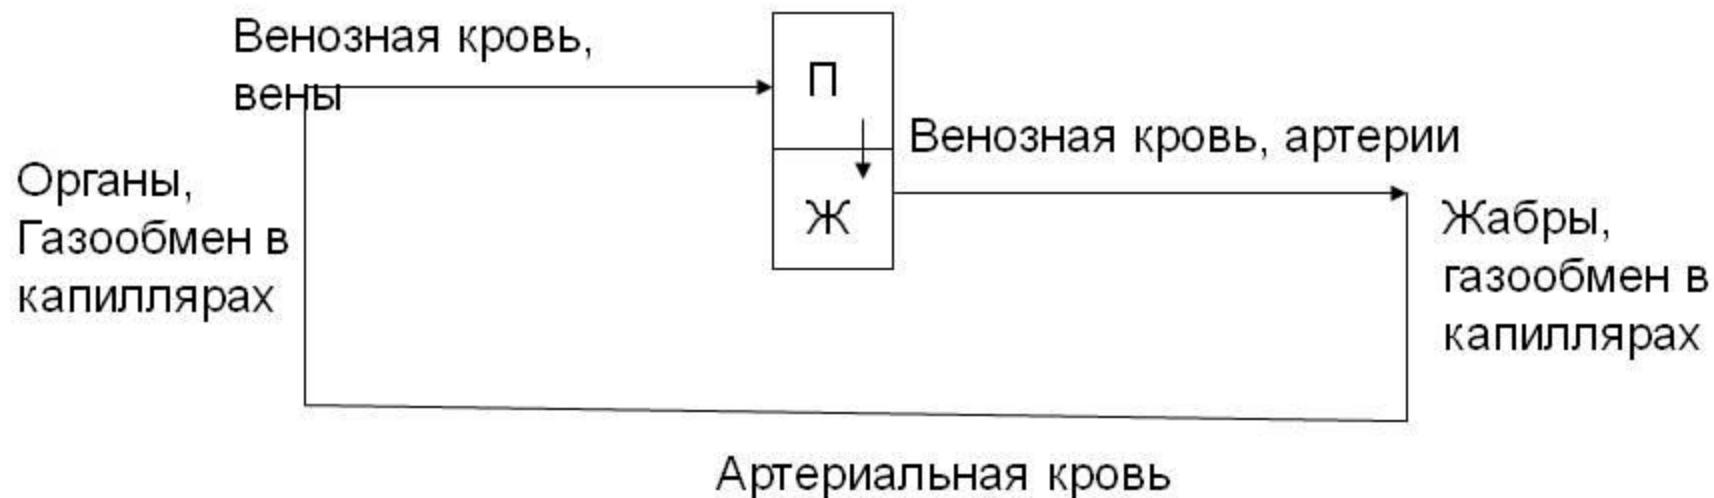 Венозная кровь,
вены
П
Венозная кровь, артерии
Органы,
Газообмен в
капиллярах
Ж
Жабры,
газообмен в
капиллярах
Артериальная кровь